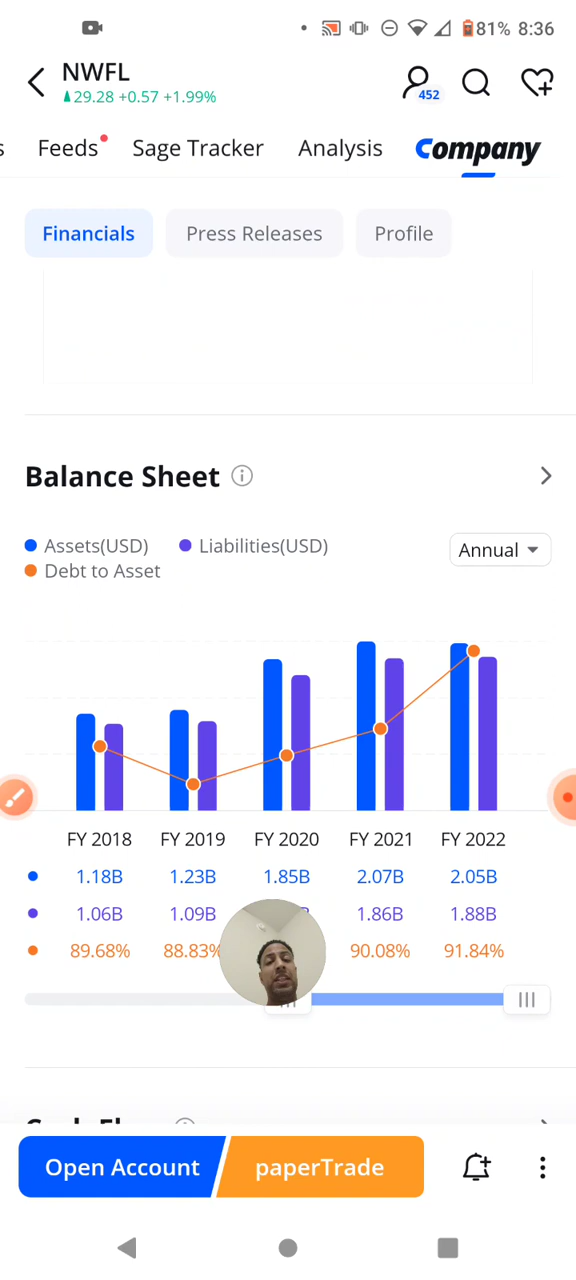 81% 8:36
NWFL
29.28 +0.57 +1.99%
452
Feeds Sage Tracker Analysis Company
Financials Press Releases Profile
Balance Sheet
Assets(USD) Liabilities(USD)
Annual
Debt to Asset
FY 2018 FY 2019 FY 2020 FY 2021 FY 2022
1.18B 1.23B 1.85B 2.07B 2.05B
1.06B 1.09B 1.86B 1.88B
89.68% 88.83% 90.08% 91.84%
Open Account paperTrade